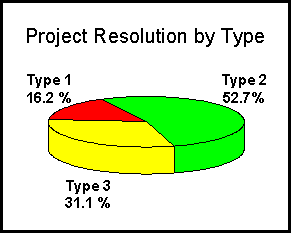 Project Resolution by Type
Type 1
16.2 %
Type 2
52.7%
Type 3
31.1 %